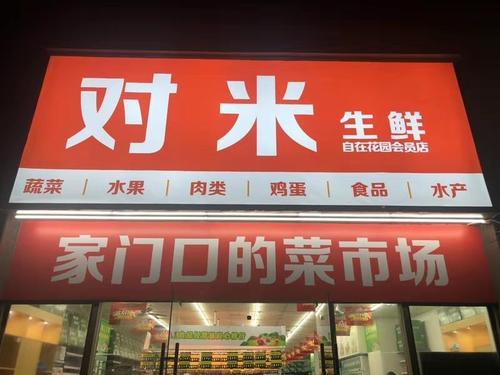 对米 生鲜
自在花园会员店
蔬菜 | 水果 | 肉类 | 鸡蛋 | 食品 | 水产
家门口的菜市场